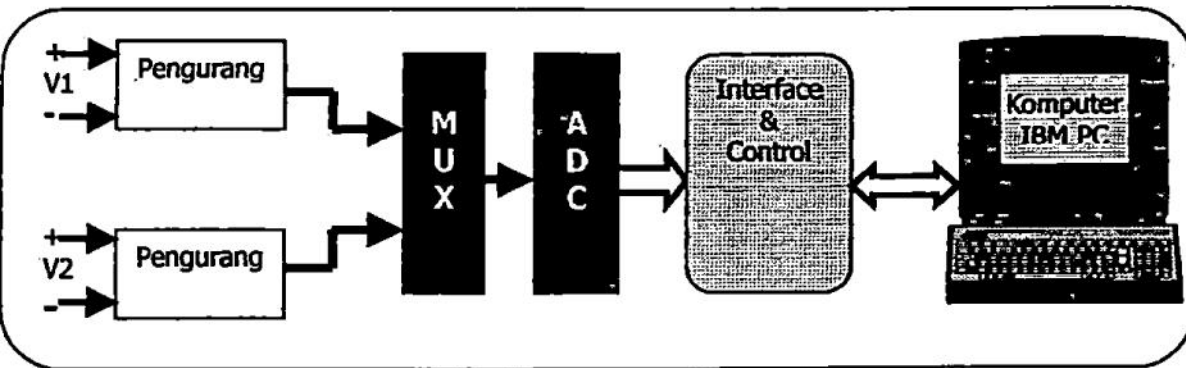 +
V1
-
Pengurang
+
V2
-
Pengurang
M
U
X
A
D
C
Interface
&
Control
Komputer
IBM PC